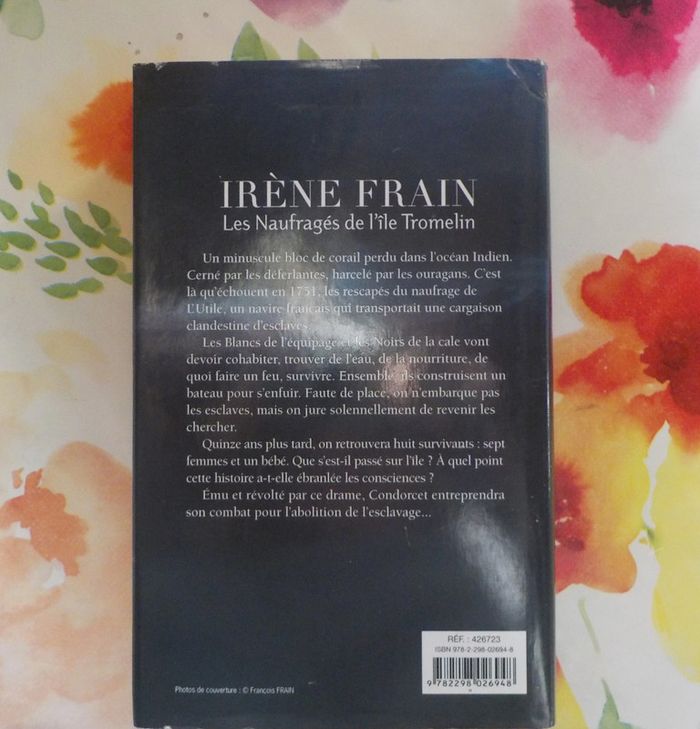 IRÈNE FRAIN
Les Naufragés de l'île Tromelin
Un minuscule bloc de corail perdu dans l'océan Indien.
Cerné par les déferlantes, harcelé par les ouragans. C'est
là qu'échouent en 1751, les rescapés du naufrage de
L'Utile, un navire français qui transportait une cargaison
clandestine d'esclaves.
Les Blancs de l'équipage et les Noirs de la cale vont
devoir cohabiter, trouver de l'eau, de la nourriture, de
quoi faire un feu, survivre. Ensemble, ils construisent un
bateau pour s'enfuir. Faute de place, on n'embarque pas
les esclaves, mais on jure solennellement de revenir les
chercher.
Quinze ans plus tard, on retrouvera huit survivants : sept
femmes et un bébé. Que s'est-il passé sur l'île ? À quel point
cette histoire a-t-elle ébranlée les consciences ?
Ému et révolté par ce drame, Condorcet entreprendra
son combat pour l'abolition de l'esclavage...
RÉF. : 426723
ISBN 978-2-298-02694-8
9 782298 026948
Photos de couverture : © François FRAIN